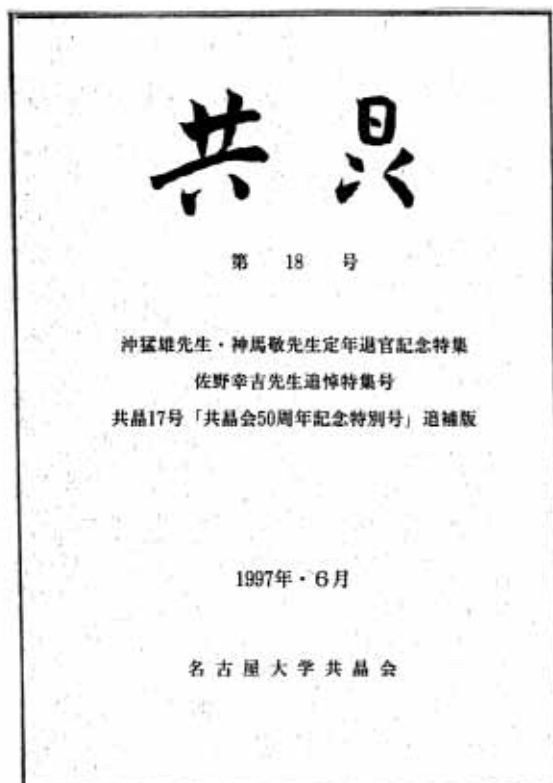 共晶
第 18 号
沖猛雄先生・神馬敬先生定年退官記念特集
佐野幸吉先生追悼特集号
共晶17号「共晶会50周年記念特別号」追補版
1997年・6月
名古屋大学共晶会